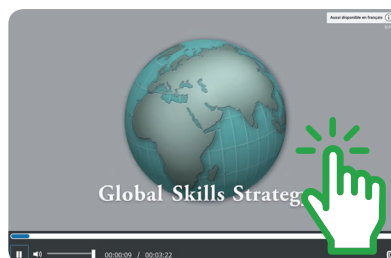 Aussi disponible en français
Global Skills Strateg
00:00:09 / 00:03:22